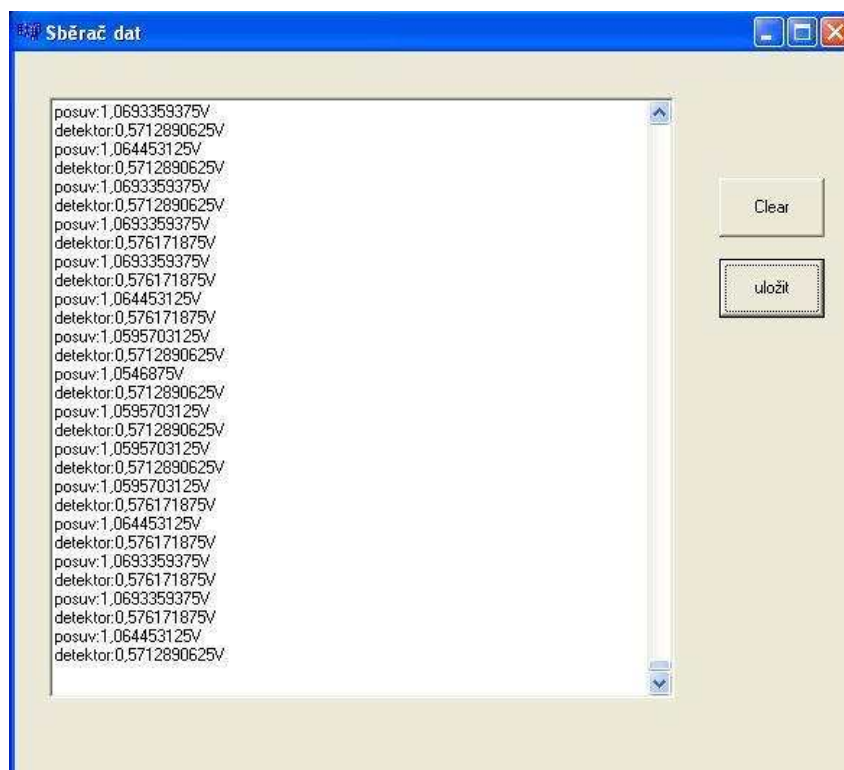 Sběrač dat
posuv:1,0693359375V
detektor:0,5712890625V
posuv:1,064453125V
detektor:0,5712890625V
posuv:1,0693359375V
detektor:0,5712890625V
posuv:1,0693359375V
detektor:0,576171875V
posuv:1,0693359375V
detektor:0,576171875V
posuv:1,064453125V
detektor:0,576171875V
posuv:1,0595703125V
detektor:0,5712890625V
posuv:1,0546875V
detektor:0,5712890625V
posuv:1,0595703125V
detektor:0,5712890625V
posuv:1,0595703125V
detektor:0,5712890625V
posuv:1,0595703125V
detektor:0,576171875V
posuv:1,064453125V
detektor:0,576171875V
posuv:1,0693359375V
detektor:0,576171875V
posuv:1,0693359375V
detektor:0,576171875V
posuv:1,064453125V
detektor:0,5712890625V
Clear
uložit